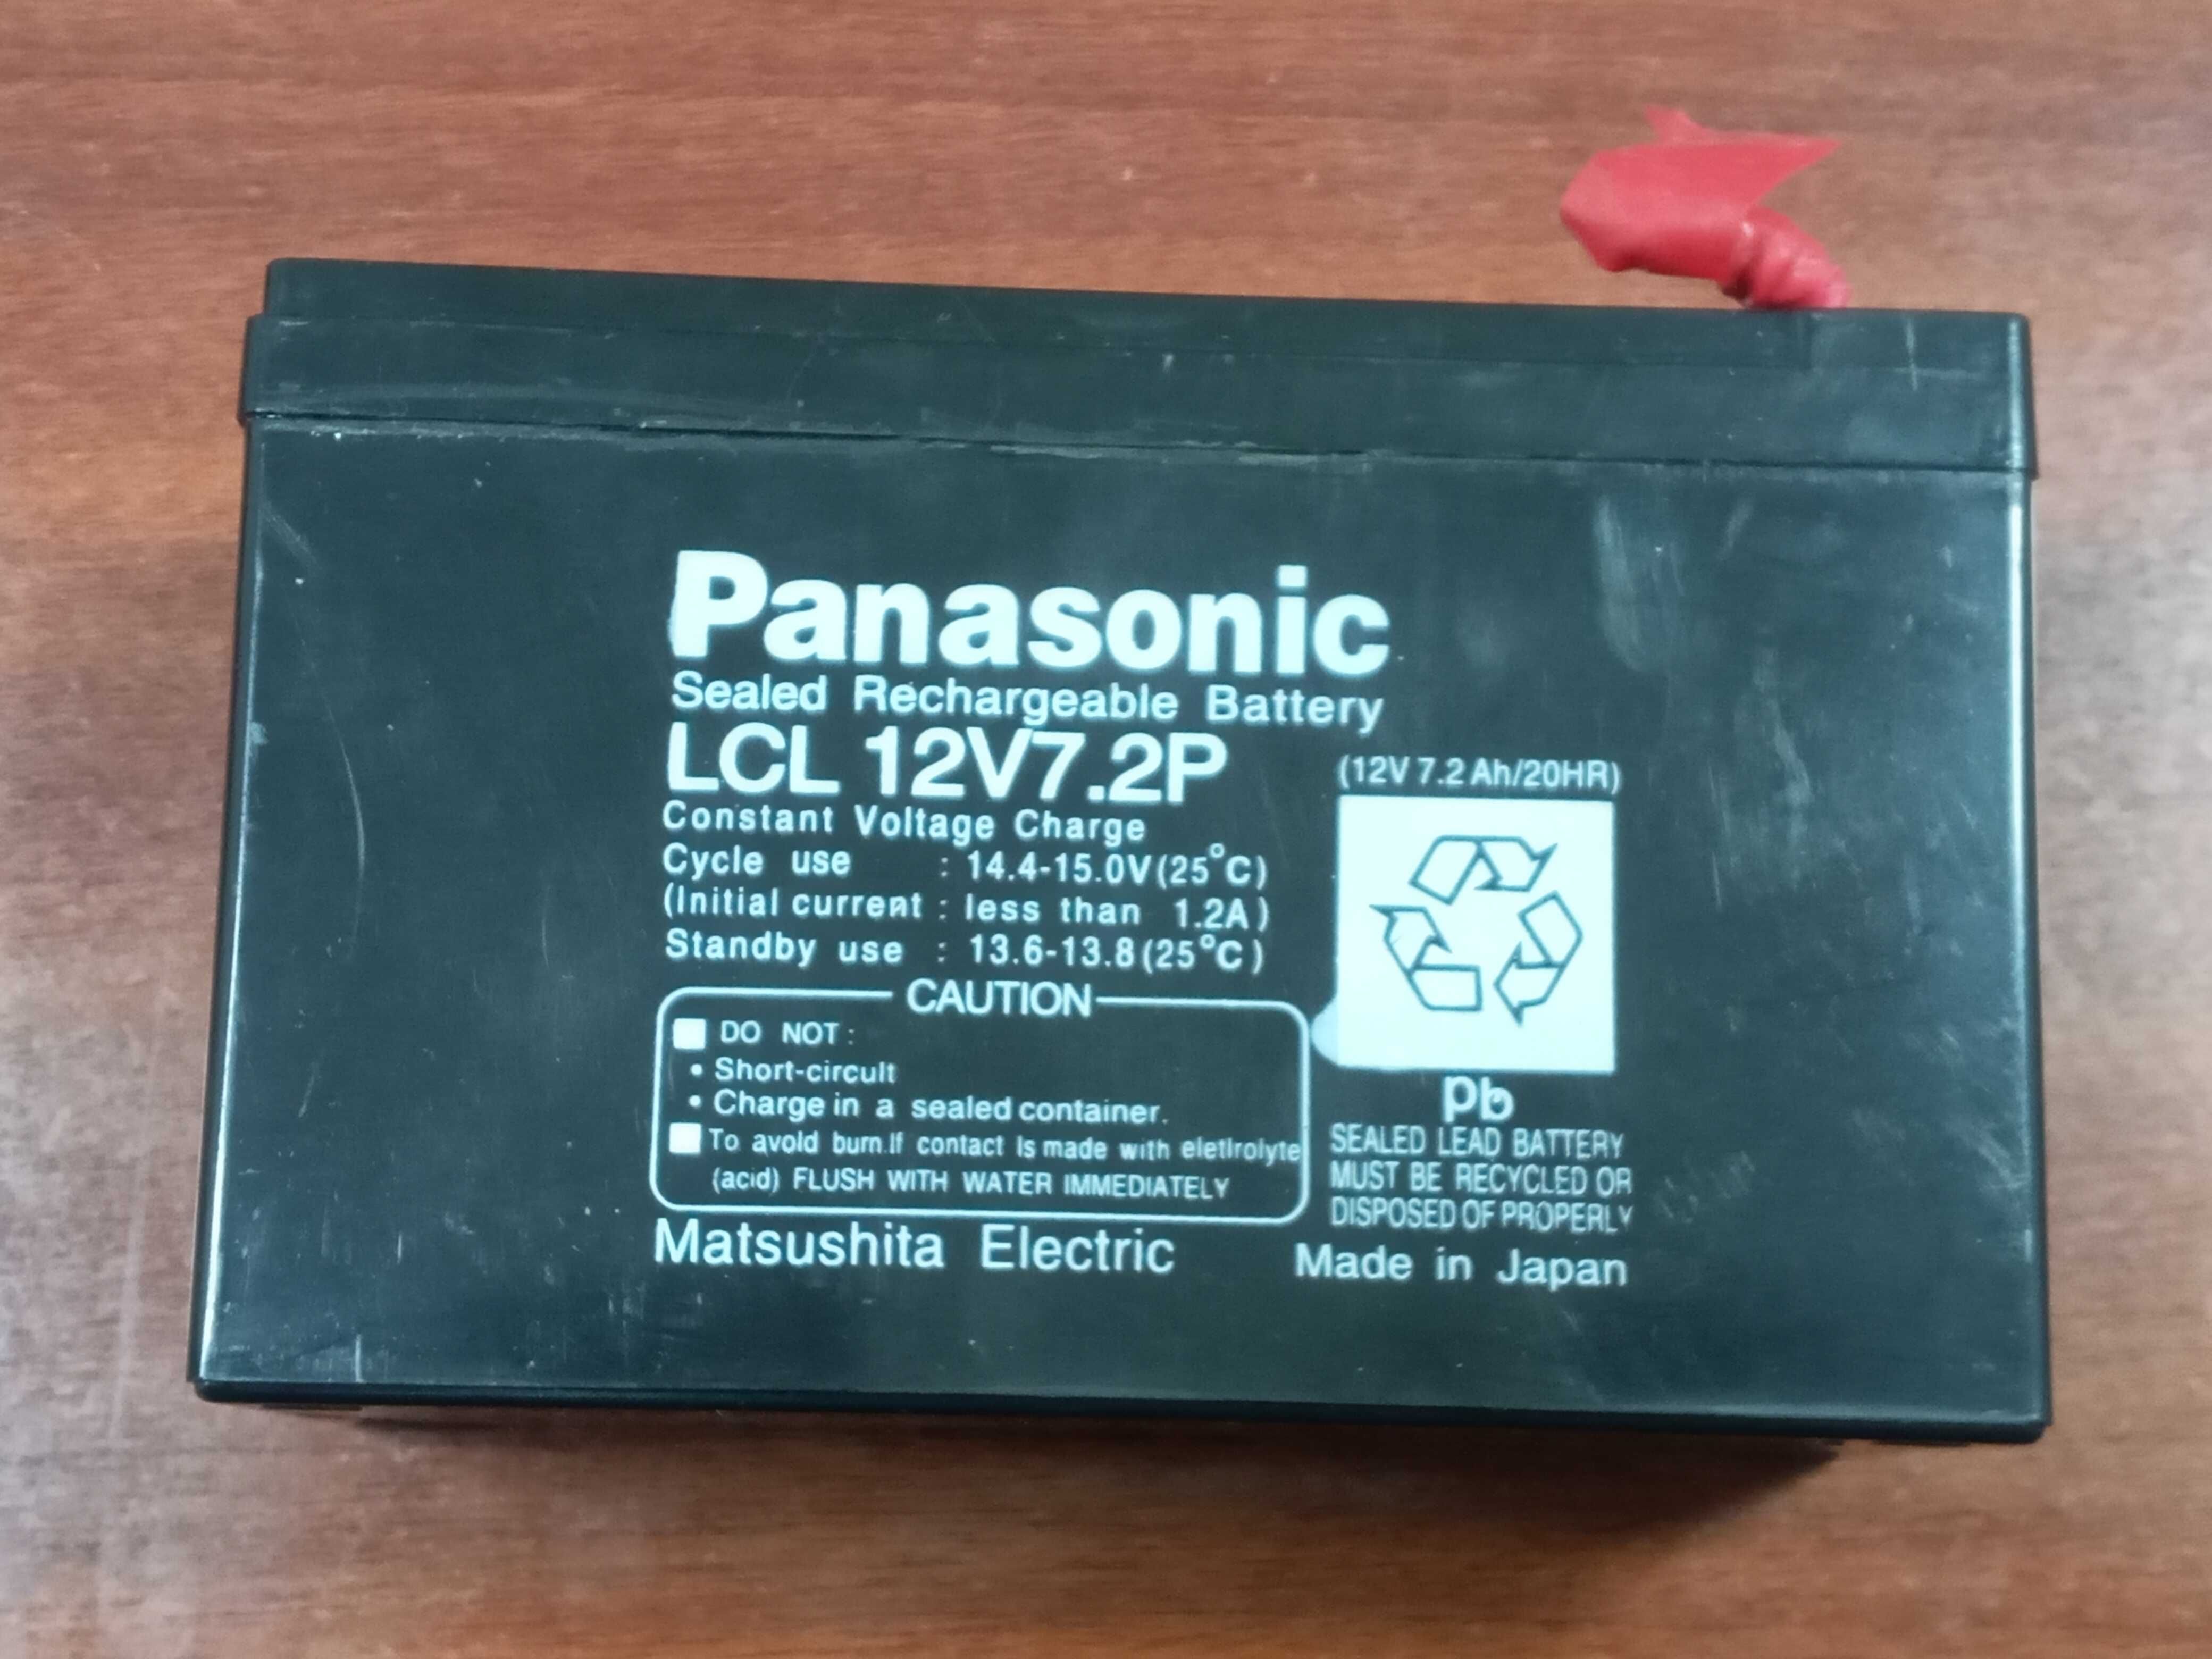 Panasonic
Sealed Rechargeable Battery
LCL 12V7.2P
(12V 7.2 Ah/20HR)
Constant Voltage Charge
Cycle use : 14.4-15.0V(25°C)
(Initial current : less than 1.2A)
Standby use : 13.6-13.8(25°C)
CAUTION
DO NOT:
• Short-circult
• Charge in a sealed container.
To avold burn.If contact Is made with eletlrolyte
(acid) FLUSH WITH WATER IMMEDIATELY
Pb
SEALED LEAD BATTERY
MUST BE RECYCLED OR
DISPOSED OF PROPERLY
Matsushita Electric
Made in Japan